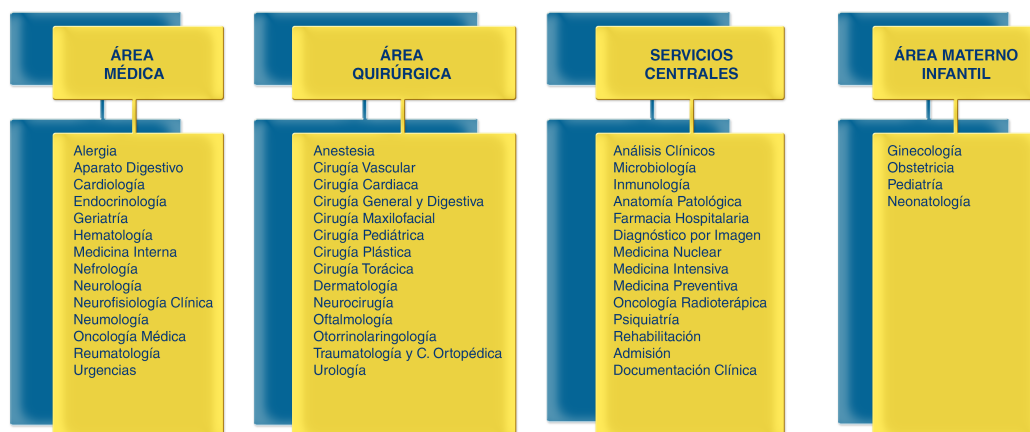 ÁREA
MÉDICA
Alergia
Aparato Digestivo
Cardiología
Endocrinología
Geriatría
Hematología
Medicina Interna
Nefrología
Neurología
Neurofisiología Clínica
Neumología
Oncología Médica
Reumatología
Urgencias
ÁREA
QUIRÚRGICA
Anestesia
Cirugía Vascular
Cirugía Cardiaca
Cirugía General y Digestiva
Cirugía Maxilofacial
Cirugía Pediátrica
Cirugía Plástica
Cirugía Torácica
Dermatología
Neurocirugía
Oftalmología
Otorrinolaringología
Traumatología y C. Ortopédica
Urología
SERVICIOS
CENTRALES
Análisis Clínicos
Microbiología
Inmunología
Anatomía Patológica
Farmacia Hospitalaria
Diagnóstico por Imagen
Medicina Nuclear
Medicina Intensiva
Medicina Preventiva
Oncología Radioterápica
Psiquiatría
Rehabilitación
Admisión
Documentación Clínica
ÁREA MATERNO
INFANTIL
Ginecología
Obstetricia
Pediatría
Neonatología